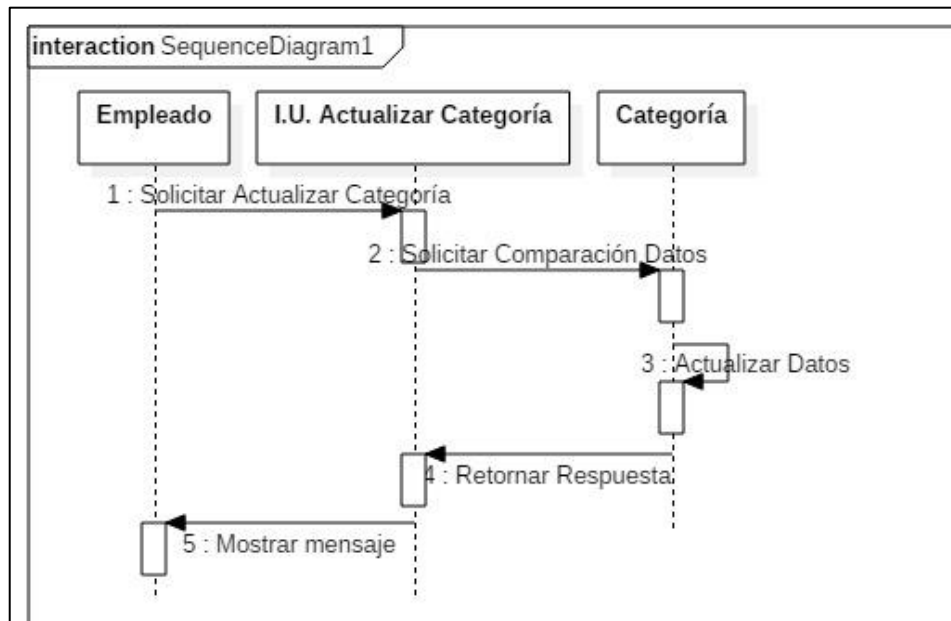 interaction SequenceDiagram1
Empleado
I.U. Actualizar Categoría
Categoría
1 : Solicitar Actualizar Categoría
2 : Solicitar Comparación Datos
3 : Actualizar Datos
4 : Retornar Respuesta
5 : Mostrar mensaje